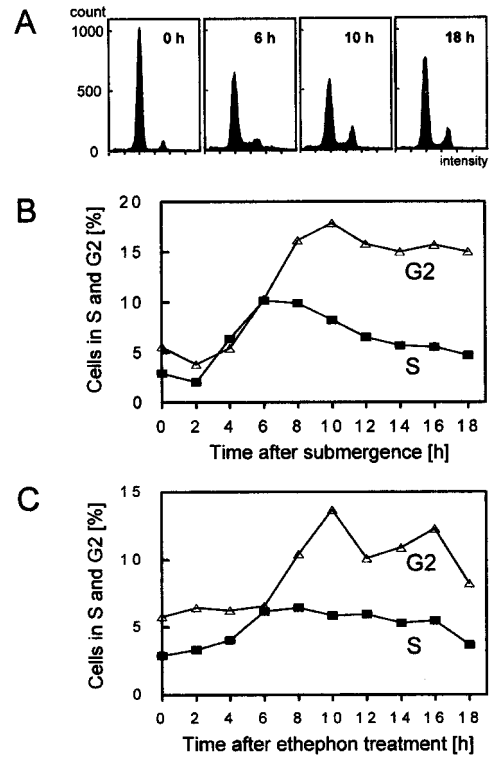 A
count
0 h
6 h
10 h
18 h
1000
500
0
intensity
B
Cells in S and G2 [%]
20
15
10
5
0
G2
S
0 2 4 6 8 10 12 14 16 18
Time after submergence [h]
C
Cells in S and G2 [%]
15
10
5
0
G2
S
0 2 4 6 8 10 12 14 16 18
Time after ethephon treatment [h]